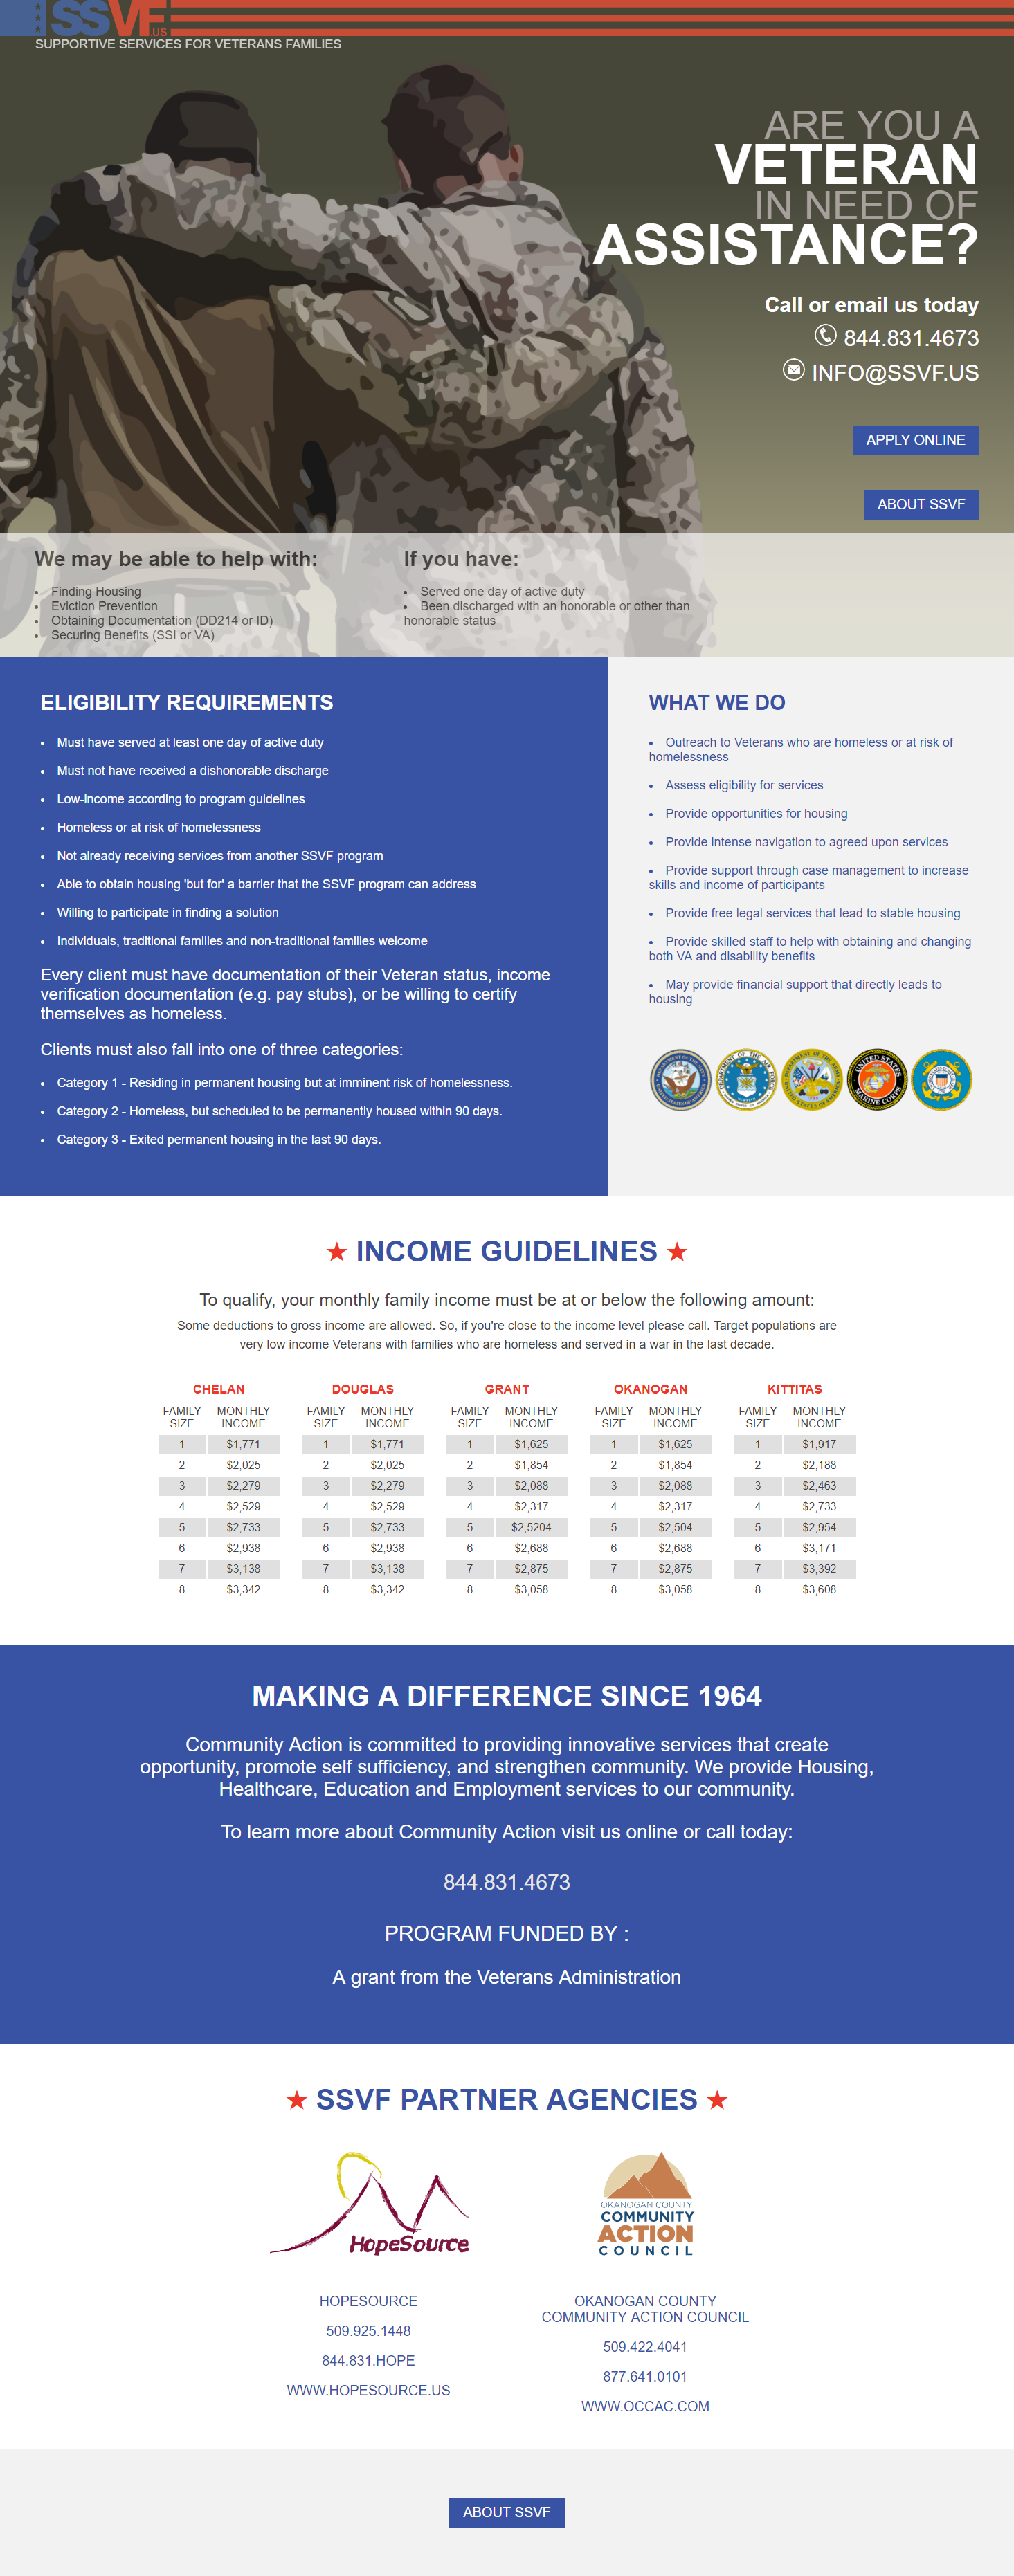 SSVF.US
SUPPORTIVE SERVICES FOR VETERANS FAMILIES
ARE YOU A
VETERAN
IN NEED OF
ASSISTANCE?
Call or email us today
844.831.4673
INFO@SSVF.US
APPLY ONLINE
ABOUT SSVF
We may be able to help with:
• Finding Housing
• Eviction Prevention
• Obtaining Documentation (DD214 or ID)
• Securing Benefits (SSI or VA)
If you have:
• Served one day of active duty
• Been discharged with an honorable or other than
honorable status
ELIGIBILITY REQUIREMENTS
• Must have served at least one day of active duty
• Must not have received a dishonorable discharge
• Low-income according to program guidelines
• Homeless or at risk of homelessness
• Not already receiving services from another SSVF program
• Able to obtain housing 'but for' a barrier that the SSVF program can address
• Willing to participate in finding a solution
• Individuals, traditional families and non-traditional families welcome
Every client must have documentation of their Veteran status, income
verification documentation (e.g. pay stubs), or be willing to certify
themselves as homeless.
Clients must also fall into one of three categories:
• Category 1 - Residing in permanent housing but at imminent risk of homelessness.
• Category 2 - Homeless, but scheduled to be permanently housed within 90 days.
• Category 3 - Exited permanent housing in the last 90 days.
WHAT WE DO
• Outreach to Veterans who are homeless or at risk of
homelessness
• Assess eligibility for services
• Provide opportunities for housing
• Provide intense navigation to agreed upon services
• Provide support through case management to increase
skills and income of participants
• Provide free legal services that lead to stable housing
• Provide skilled staff to help with obtaining and changing
both VA and disability benefits
• May provide financial support that directly leads to
housing
UNITED STATES
MARINE CORPS
★ INCOME GUIDELINES ★
To qualify, your monthly family income must be at or below the following amount:
Some deductions to gross income are allowed. So, if you're close to the income level please call. Target populations are
very low income Veterans with families who are homeless and served in a war in the last decade.
CHELAN DOUGLAS GRANT OKANOGAN KITTITAS
FAMILY MONTHLY FAMILY MONTHLY FAMILY MONTHLY FAMILY MONTHLY FAMILY MONTHLY
SIZE INCOME SIZE INCOME SIZE INCOME SIZE INCOME SIZE INCOME
1 $1,771 1 $1,771 1 $1,625 1 $1,625 1 $1,917
2 $2,025 2 $2,025 2 $1,854 2 $1,854 2 $2,188
3 $2,279 3 $2,279 3 $2,088 3 $2,088 3 $2,463
4 $2,529 4 $2,529 4 $2,317 4 $2,317 4 $2,733
5 $2,733 5 $2,733 5 $2,5204 5 $2,504 5 $2,954
6 $2,938 6 $2,938 6 $2,688 6 $2,688 6 $3,171
7 $3,138 7 $3,138 7 $2,875 7 $2,875 7 $3,392
8 $3,342 8 $3,342 8 $3,058 8 $3,058 8 $3,608
MAKING A DIFFERENCE SINCE 1964
Community Action is committed to providing innovative services that create
opportunity, promote self sufficiency, and strengthen community. We provide Housing,
Healthcare, Education and Employment services to our community.
To learn more about Community Action visit us online or call today:
844.831.4673
PROGRAM FUNDED BY :
A grant from the Veterans Administration
★ SSVF PARTNER AGENCIES ★
HopeSource
HOPESOURCE
509.925.1448
844.831.HOPE
WWW.HOPESOURCE.US
OKANOGAN COUNTY
COMMUNITY
ACTION
COUNCIL
OKANOGAN COUNTY
COMMUNITY ACTION COUNCIL
509.422.4041
877.641.0101
WWW.OCCAC.COM
ABOUT SSVF